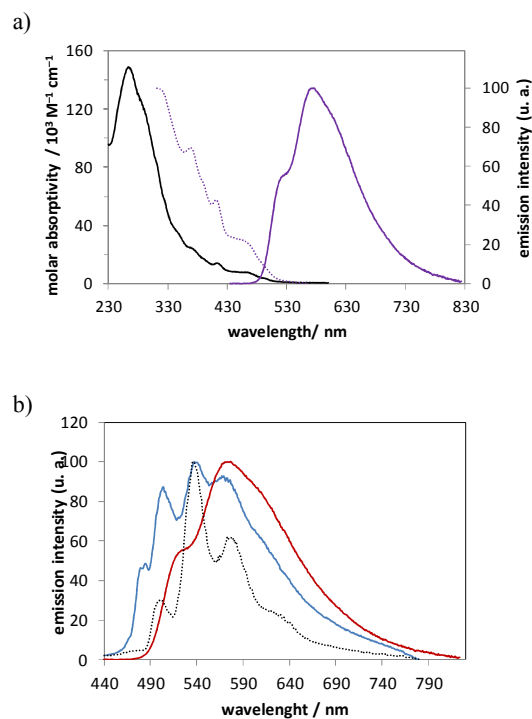 a)
molar absorptivity / 10³ M⁻¹ cm⁻¹
160
120
80
40
0
100
80
60
40
20
0
emission intensity (u. a.)
230 330 430 530 630 730 830
wavelength/ nm
b)
emission intensity (u. a.)
120
100
80
60
40
20
0
440 490 540 590 640 690 740 790
wavelenght / nm